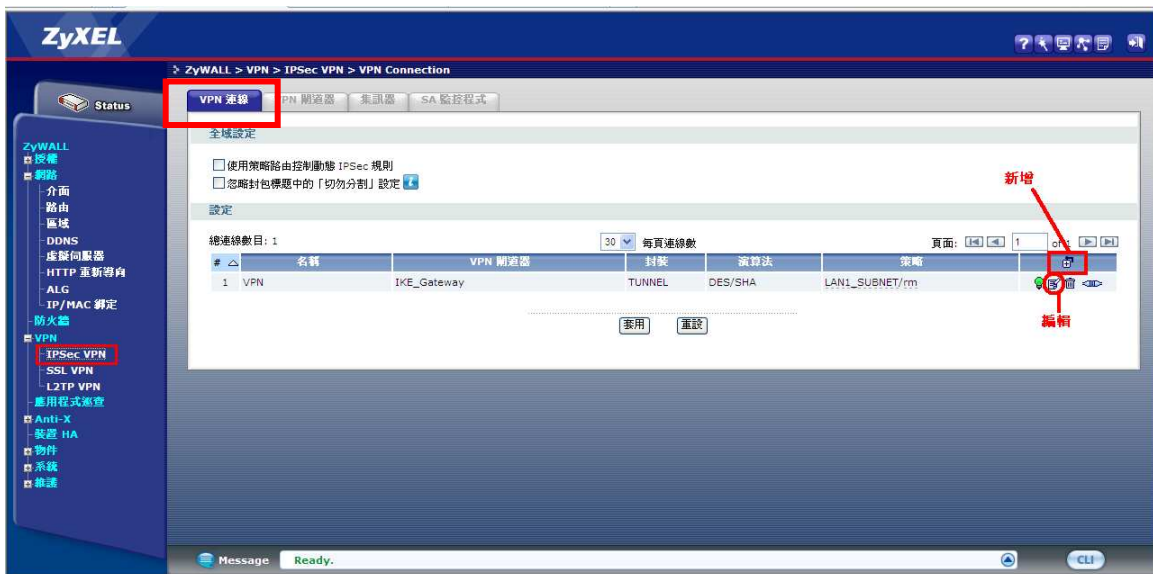 ZyXEL
ZyWALL > VPN > IPSec VPN > VPN Connection
Status
VPN 連線
VPN 閘道器
集訊器
SA 監控程式
全域設定
使用策略路由控制動態 IPSec 規則
忽略封包標題中的「切勿分割」設定
設定
新增
總連線數目: 1
30 每頁連線數
頁面: 1 of 1
# 名稱 VPN 閘道器 封裝 演算法 策略
1 VPN IKE_Gateway TUNNEL DES/SHA LAN1_SUBNET/rm
編輯
套用 重設
ZyWALL
授權
網路
介面
路由
區域
DDNS
虛擬伺服器
HTTP 重新導向
ALG
IP/MAC 綁定
防火牆
VPN
IPSec VPN
SSL VPN
L2TP VPN
應用程式巡查
Anti-X
裝置 HA
物件
系統
維護
Message Ready.
CLI